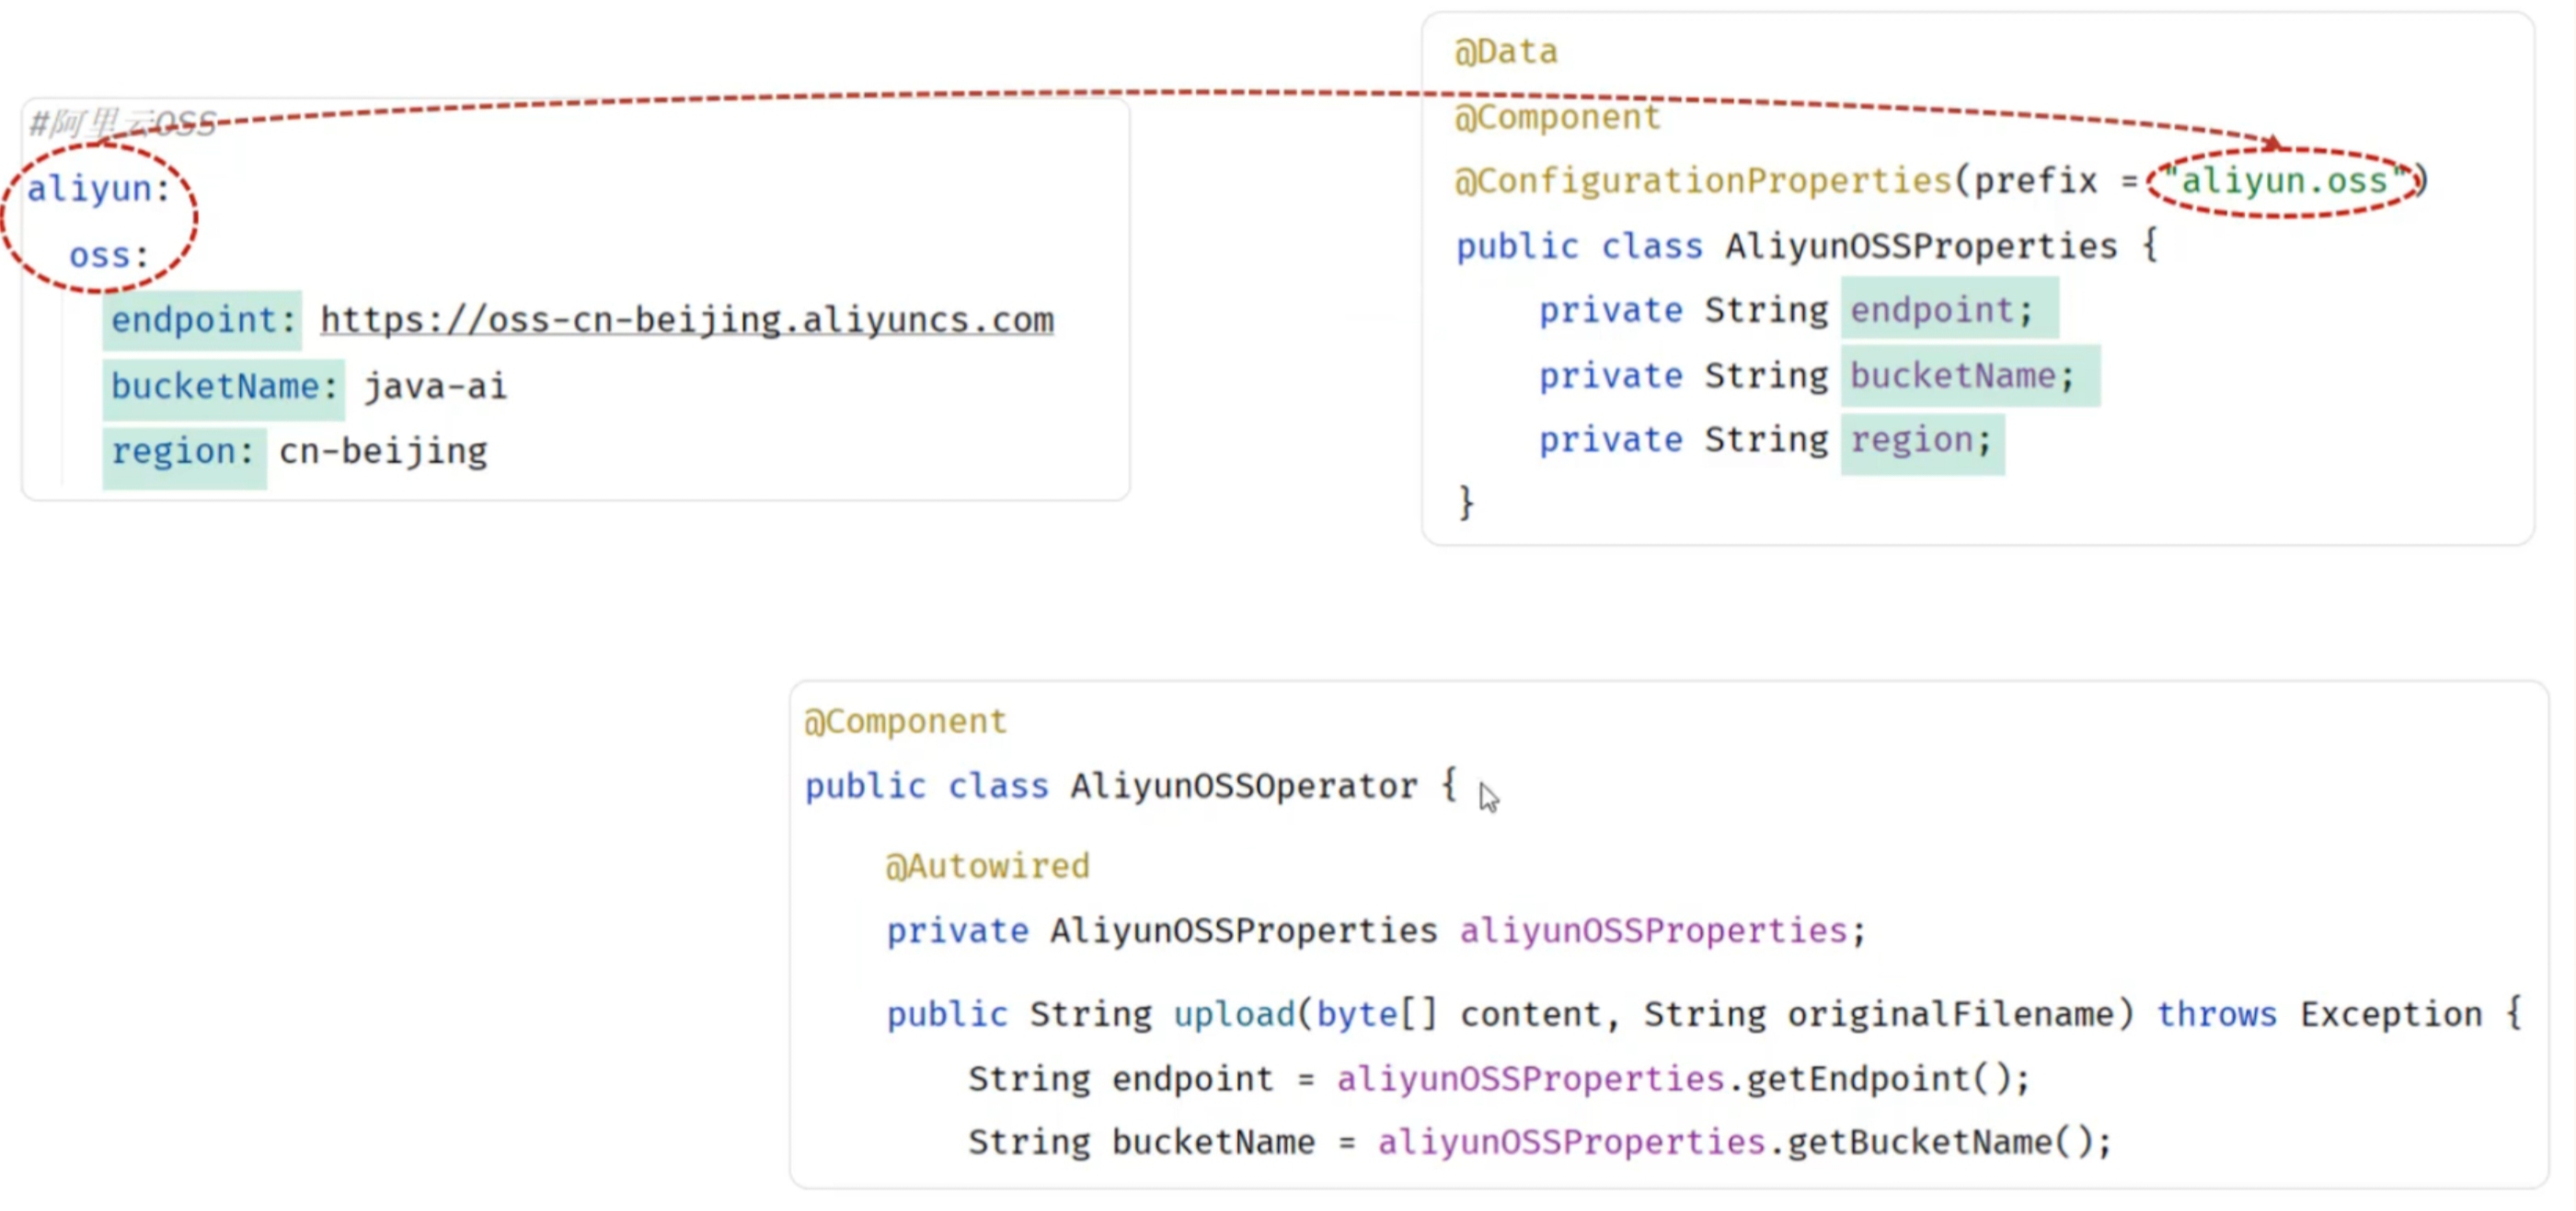 #阿里云OSS
aliyun:
  oss:
    endpoint: https://oss-cn-beijing.aliyuncs.com
    bucketName: java-ai
    region: cn-beijing
@Data
@Component
@ConfigurationProperties(prefix = "aliyun.oss")
public class AliyunOSSProperties {
    private String endpoint;
    private String bucketName;
    private String region;
}
@Component
public class AliyunOSSOperator {
    @Autowired
    private AliyunOSSProperties aliyunOSSProperties;
    public String upload(byte[] content, String originalFilename) throws Exception {
        String endpoint = aliyunOSSProperties.getEndpoint();
        String bucketName = aliyunOSSProperties.getBucketName();